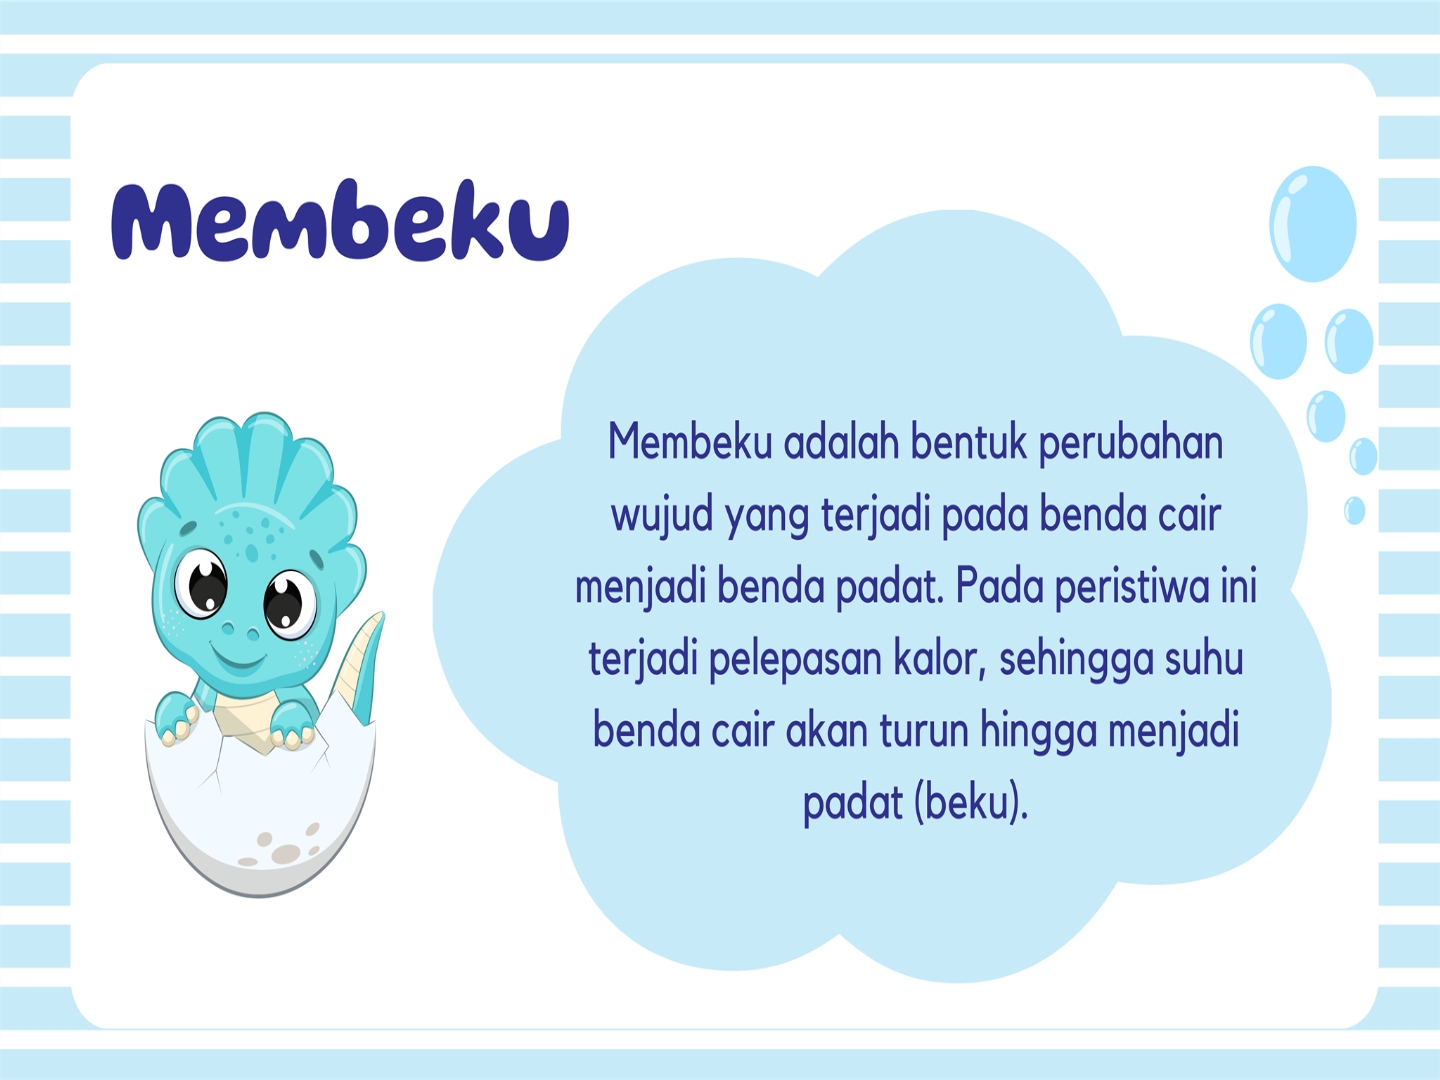 Membeku
Membeku adalah bentuk perubahan
wujud yang terjadi pada benda cair
menjadi benda padat. Pada peristiwa ini
terjadi pelepasan kalor, sehingga suhu
benda cair akan turun hingga menjadi
padat (beku).